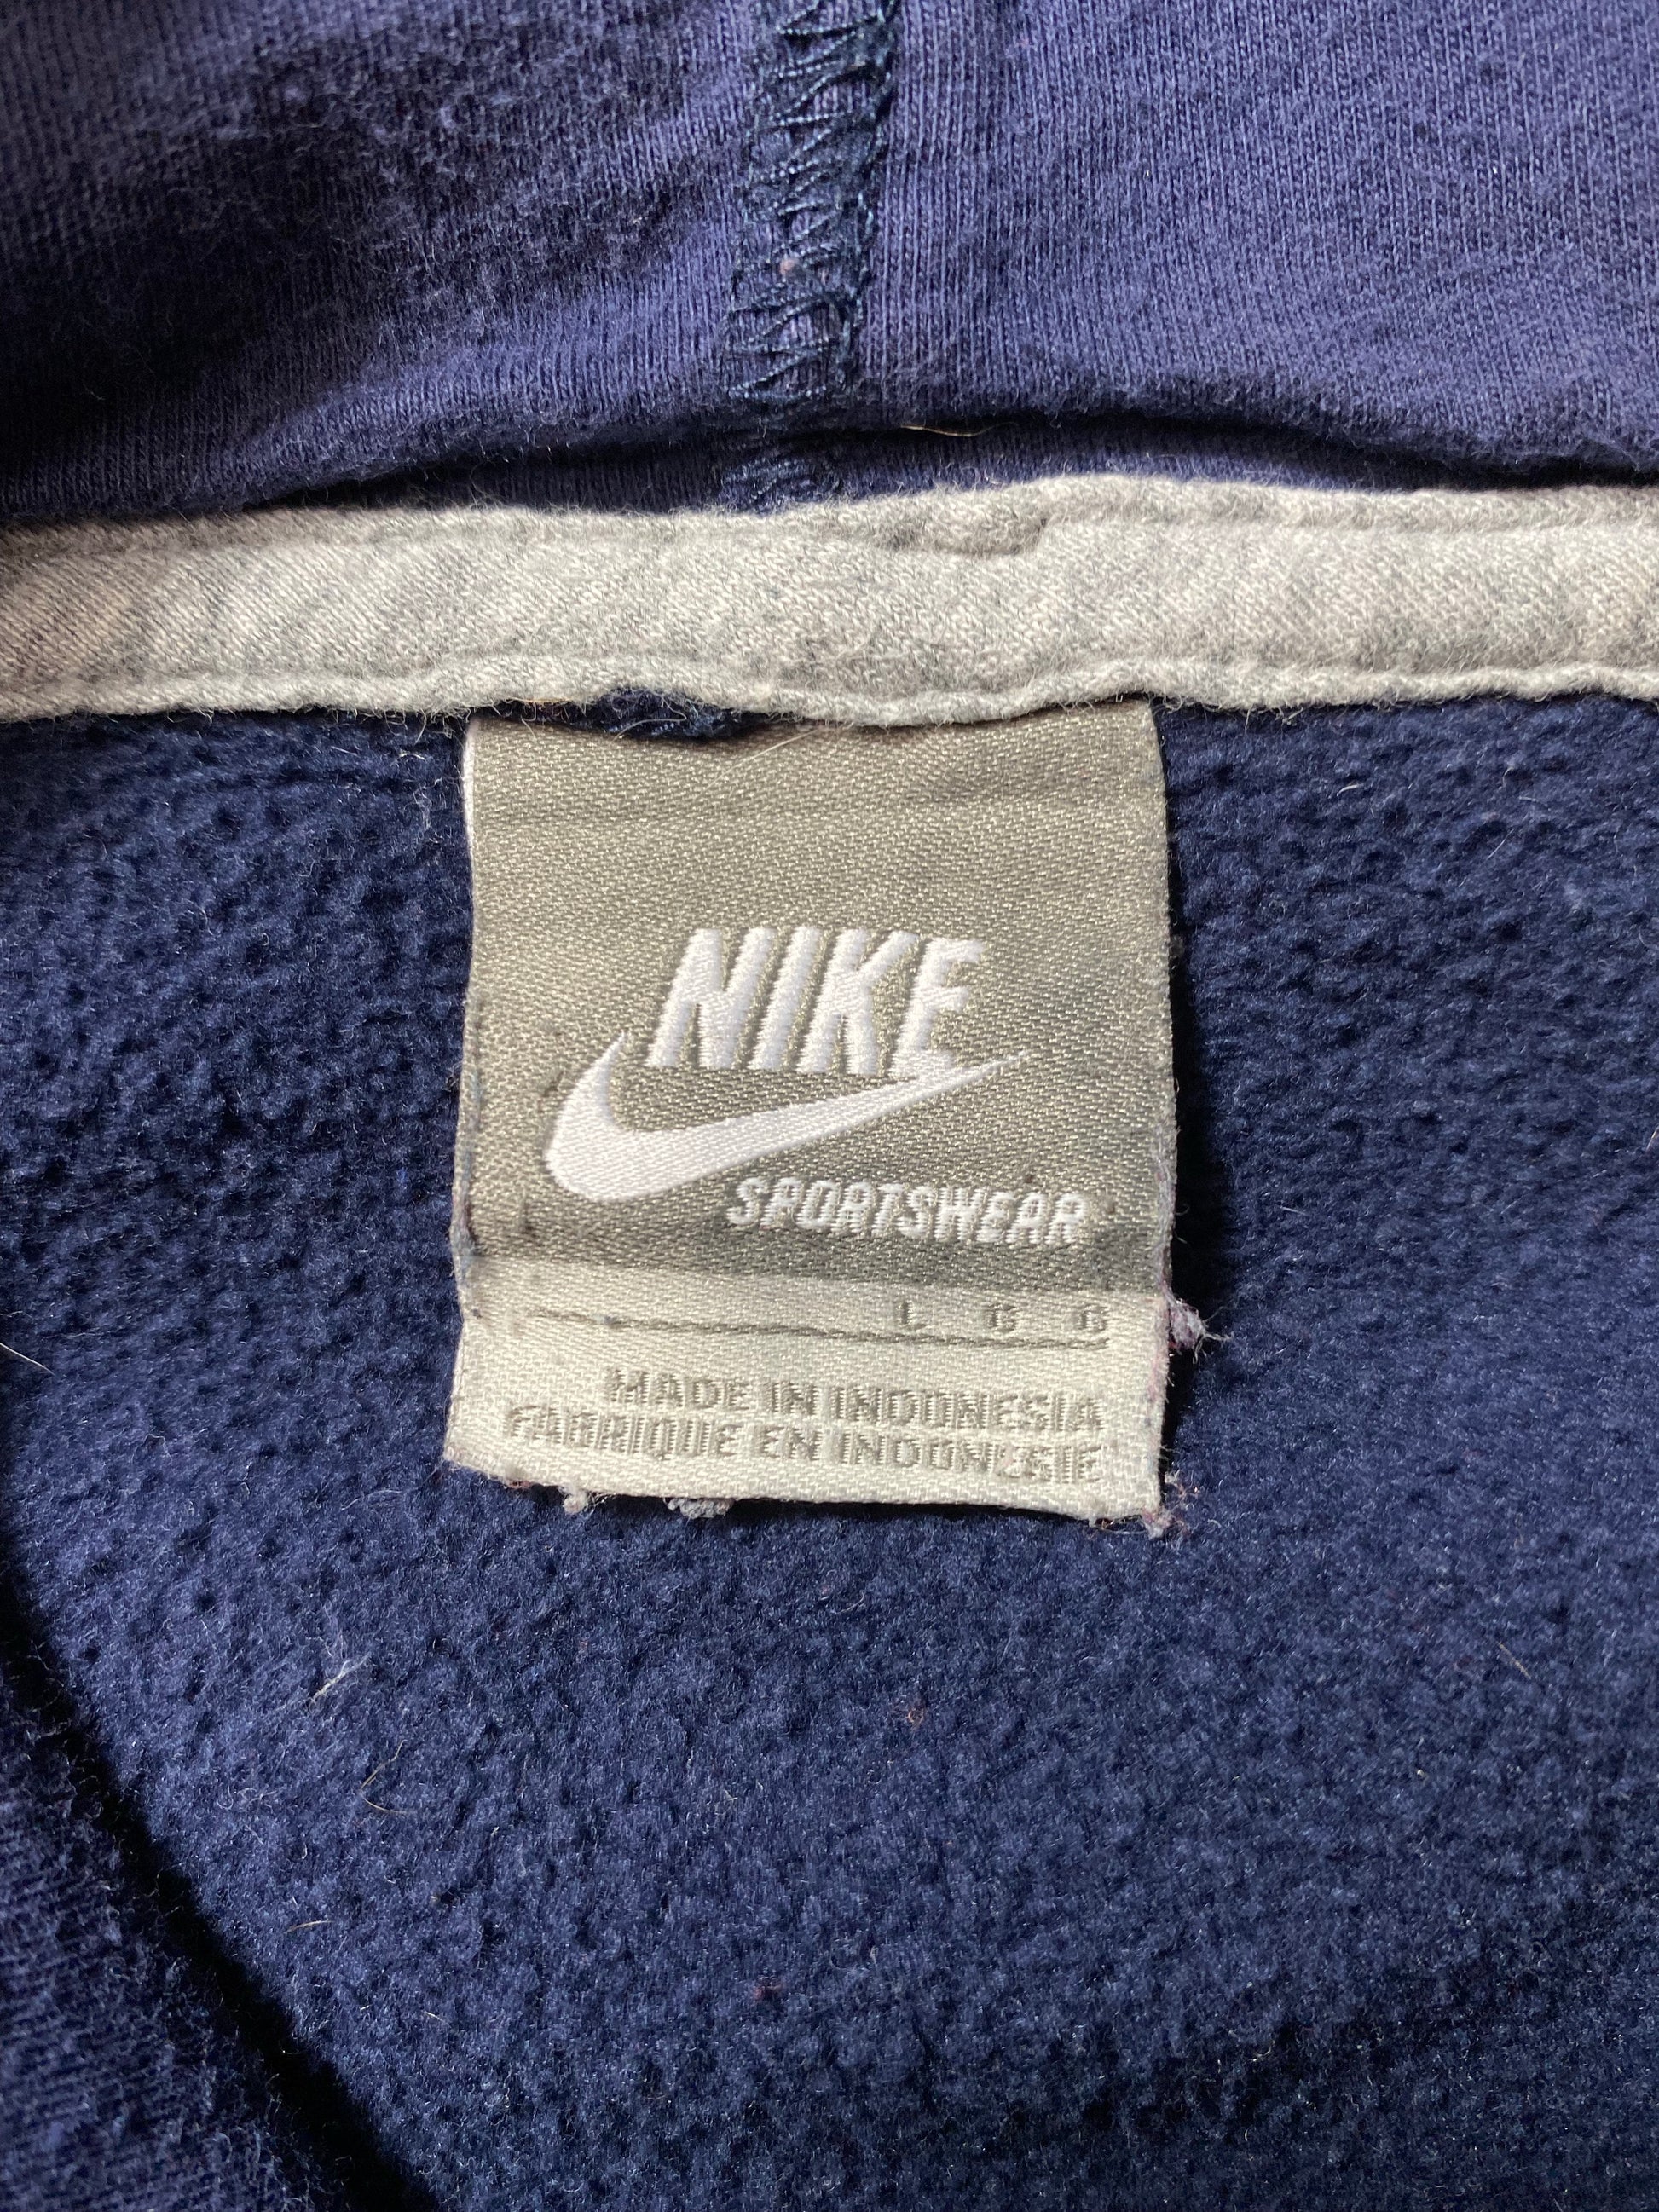 NIKE
SPORTSWEAR
L G G
MADE IN INDONESIA
FABRIQUE EN INDONESIE